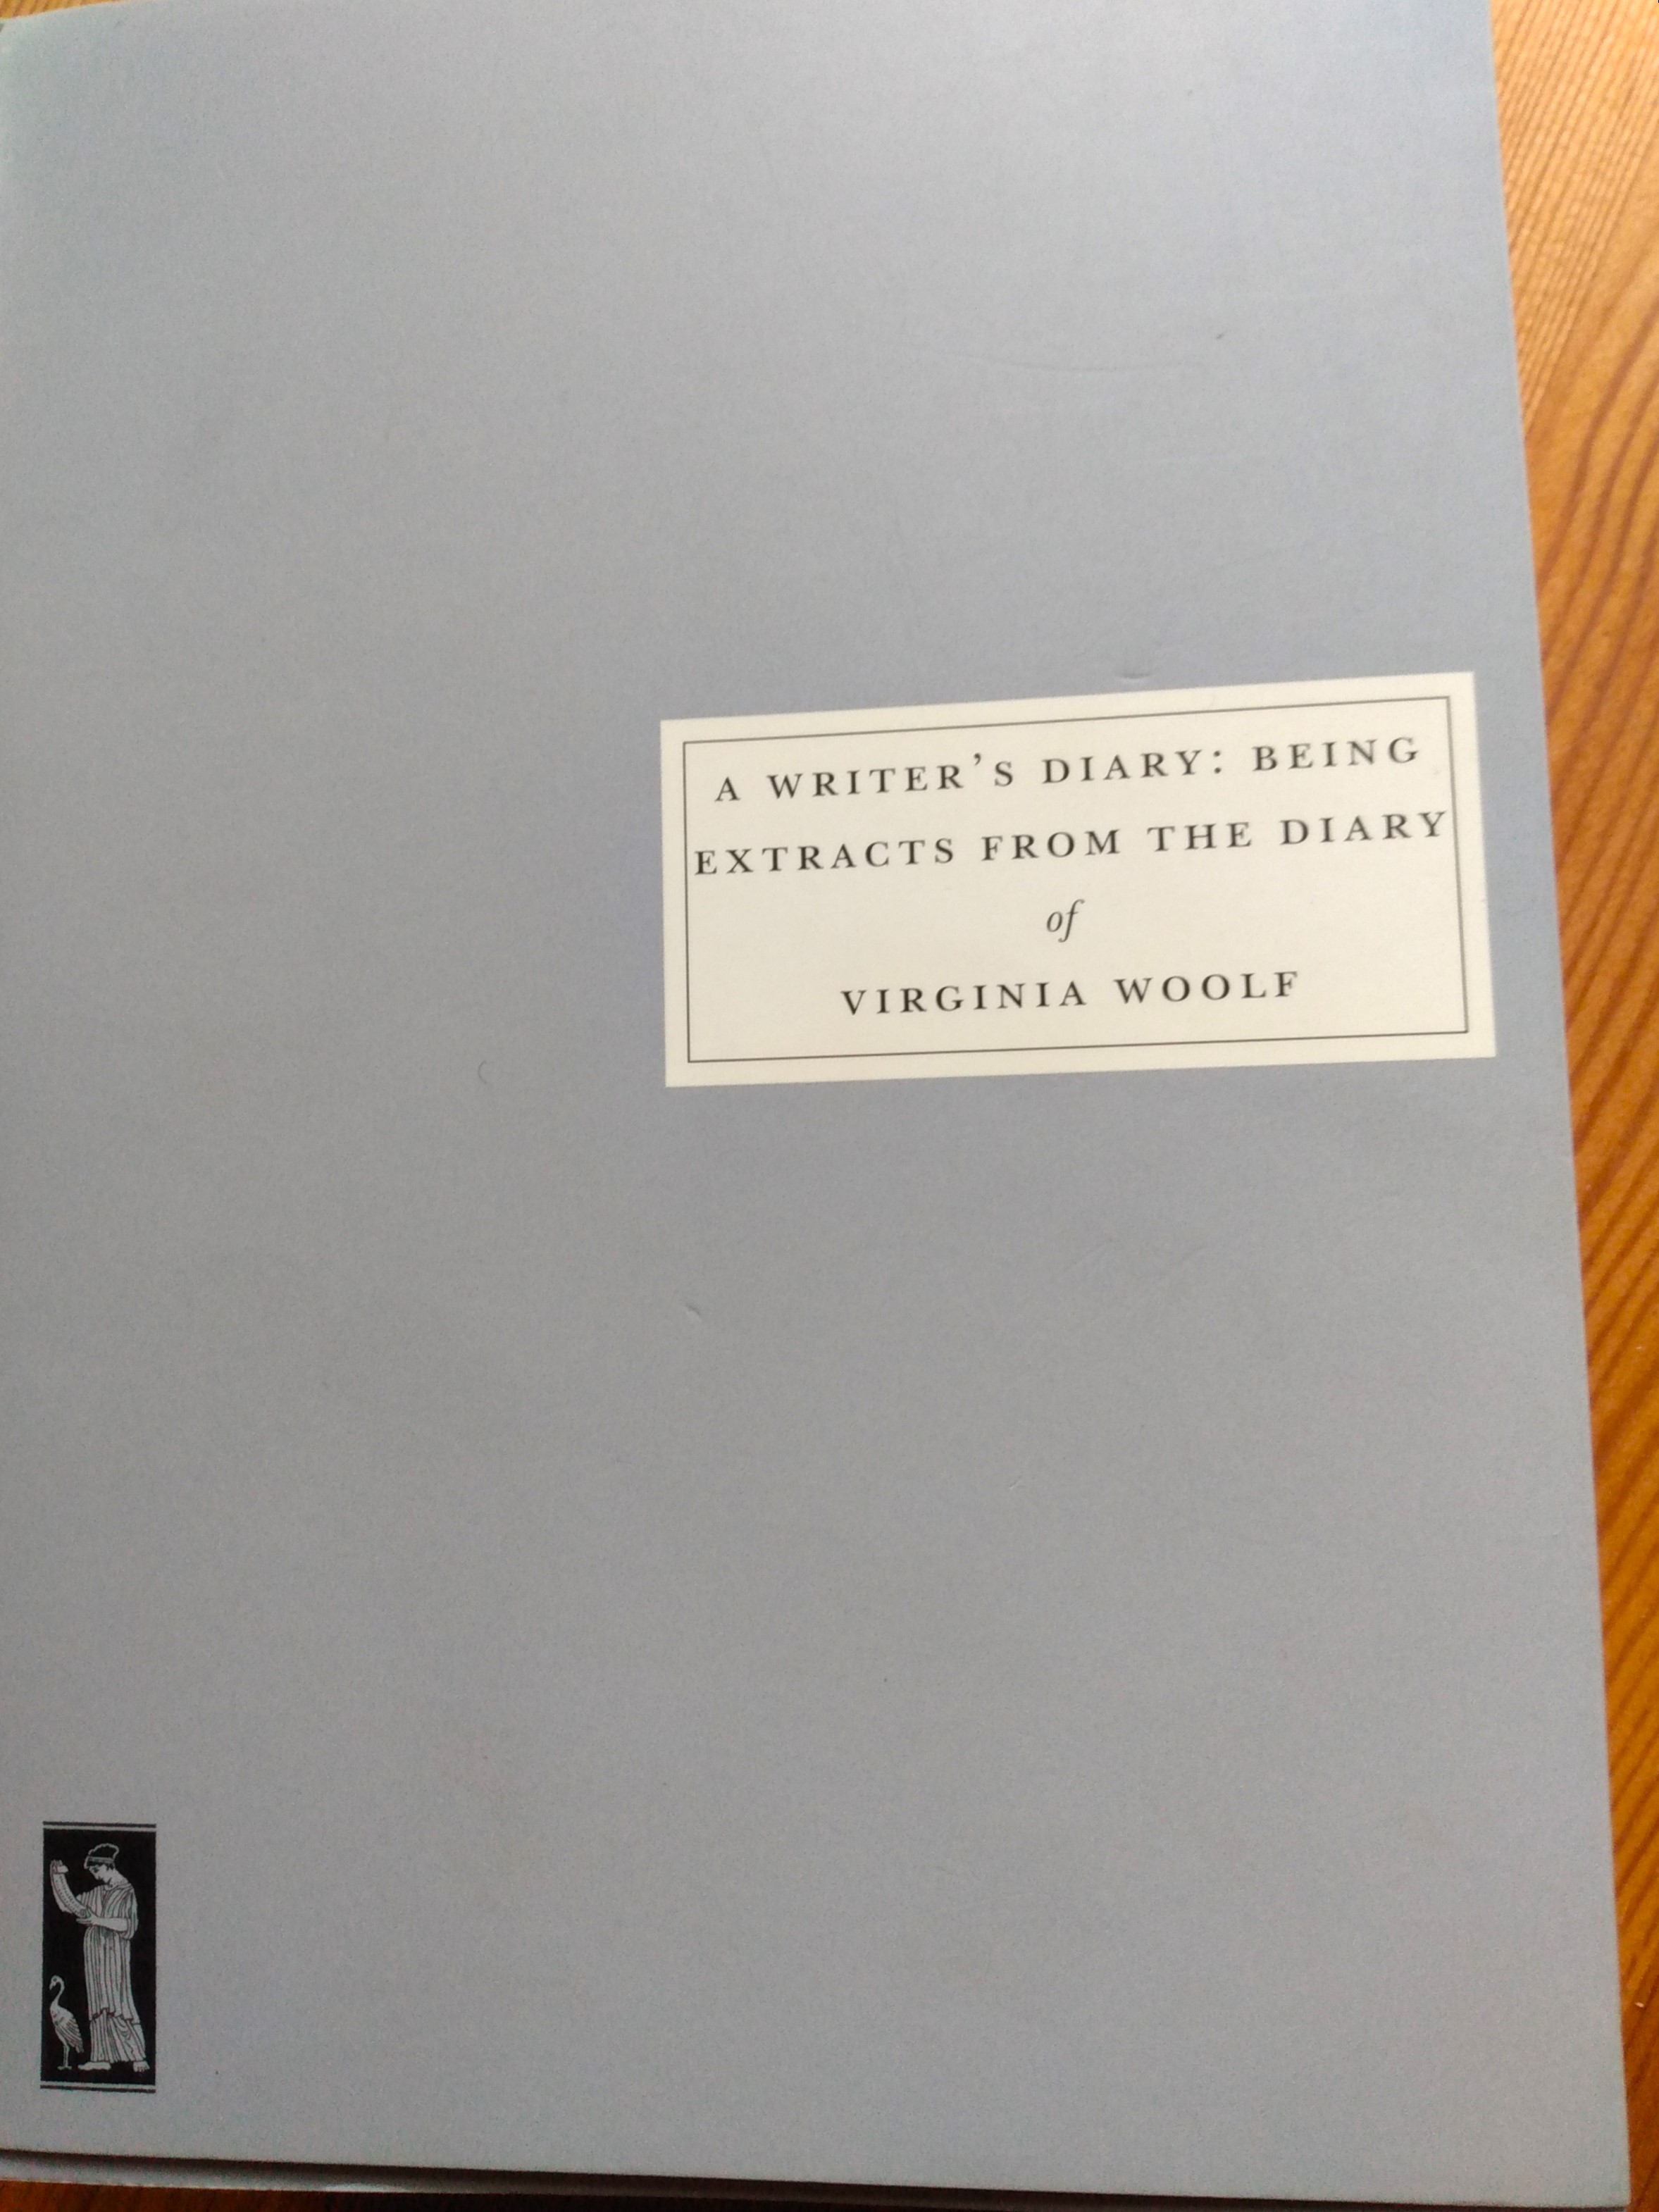 A WRITER'S DIARY: BEING
EXTRACTS FROM THE DIARY
of
VIRGINIA WOOLF